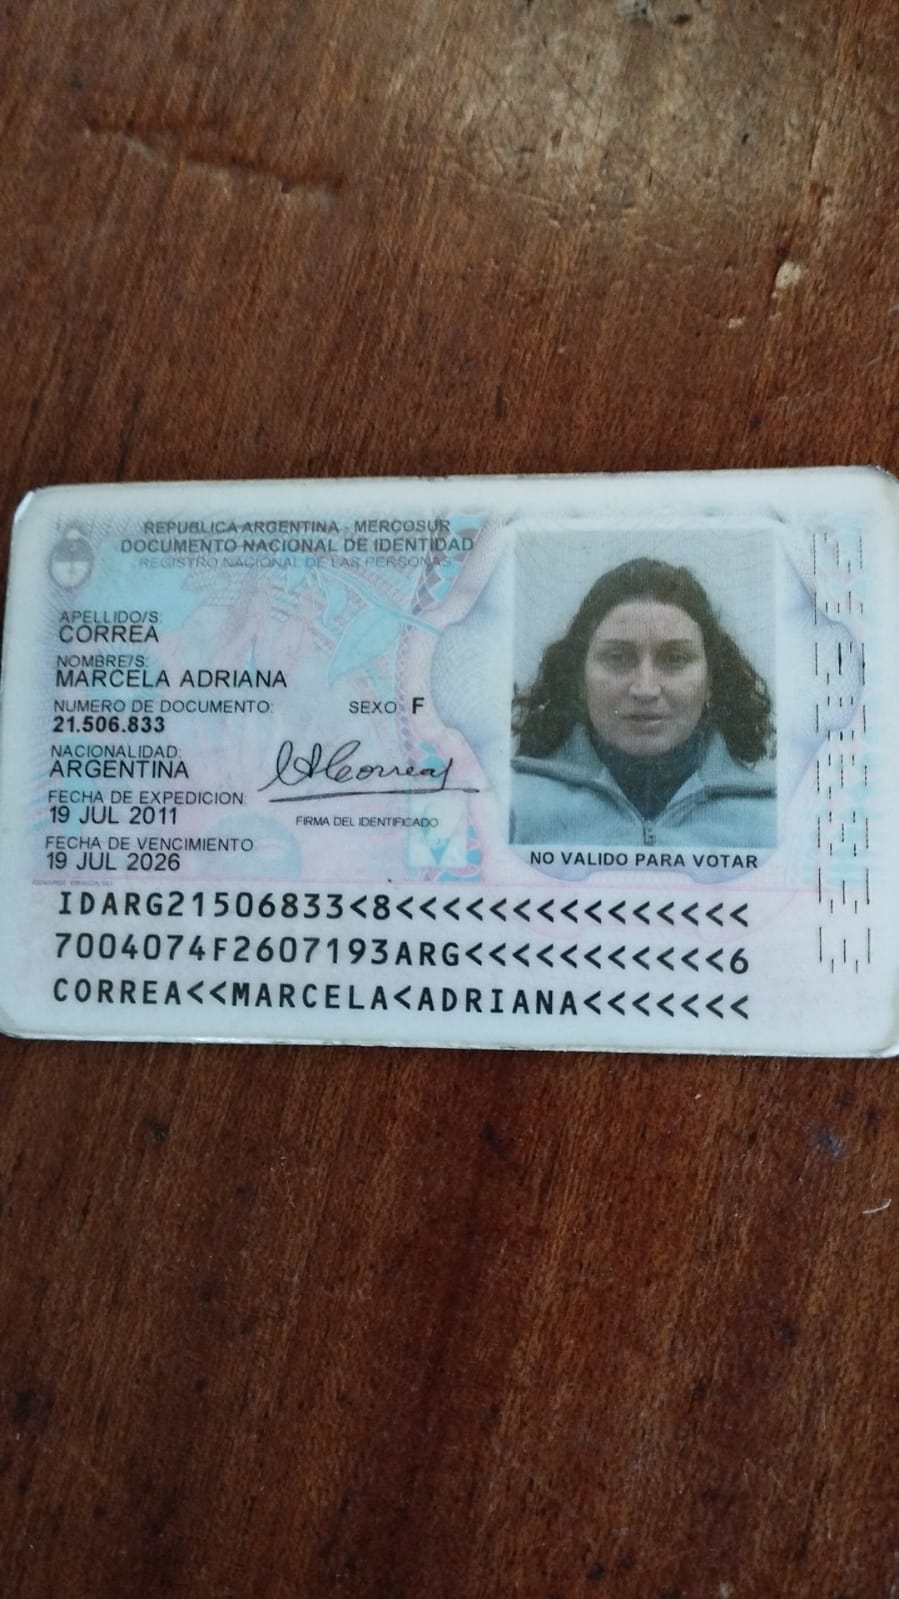 REPUBLICA ARGENTINA - MERCOSUR
DOCUMENTO NACIONAL DE IDENTIDAD
REGISTRO NACIONAL DE LAS PERSONAS
APELLIDO/S:
CORREA
NOMBRE/S:
MARCELA ADRIANA
NUMERO DE DOCUMENTO: SEXO F
21.506.833
NACIONALIDAD:
ARGENTINA
FECHA DE EXPEDICION:
19 JUL 2011
FIRMA DEL IDENTIFICADO
FECHA DE VENCIMIENTO
19 JUL 2026
NO VALIDO PARA VOTAR
IDARG21506833<8<<<<<<<<<<<<<<<
7004074F2607193ARG<<<<<<<<<<<6
CORREA<<MARCELA<ADRIANA<<<<<<<